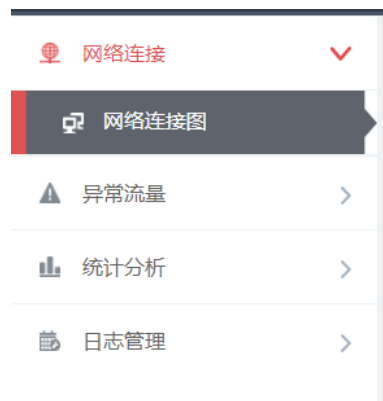 网络连接
网络连接图
异常流量
统计分析
日志管理